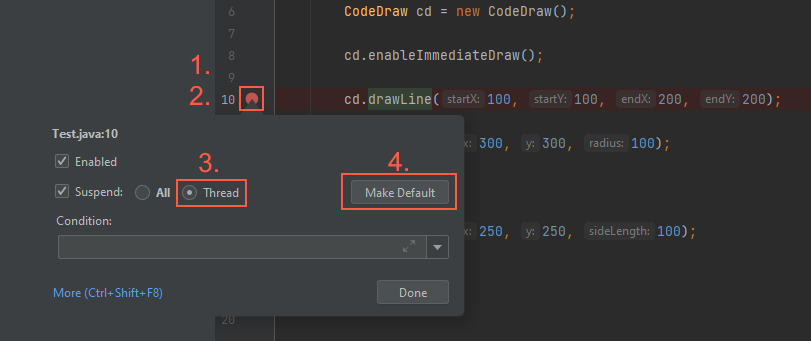 6 CodeDraw cd = new CodeDraw();
7
1. 8 cd.enableImmediateDraw();
9
2. 10 cd.drawLine( startX: 100, startY: 100, endX: 200, endY: 200);
Test.java:10
x: 300, y: 300, radius: 100);
Enabled
3. 4.
Suspend: All Thread Make Default
Condition:
x: 250, y: 250, sideLength: 100);
More (Ctrl+Shift+F8) Done
20